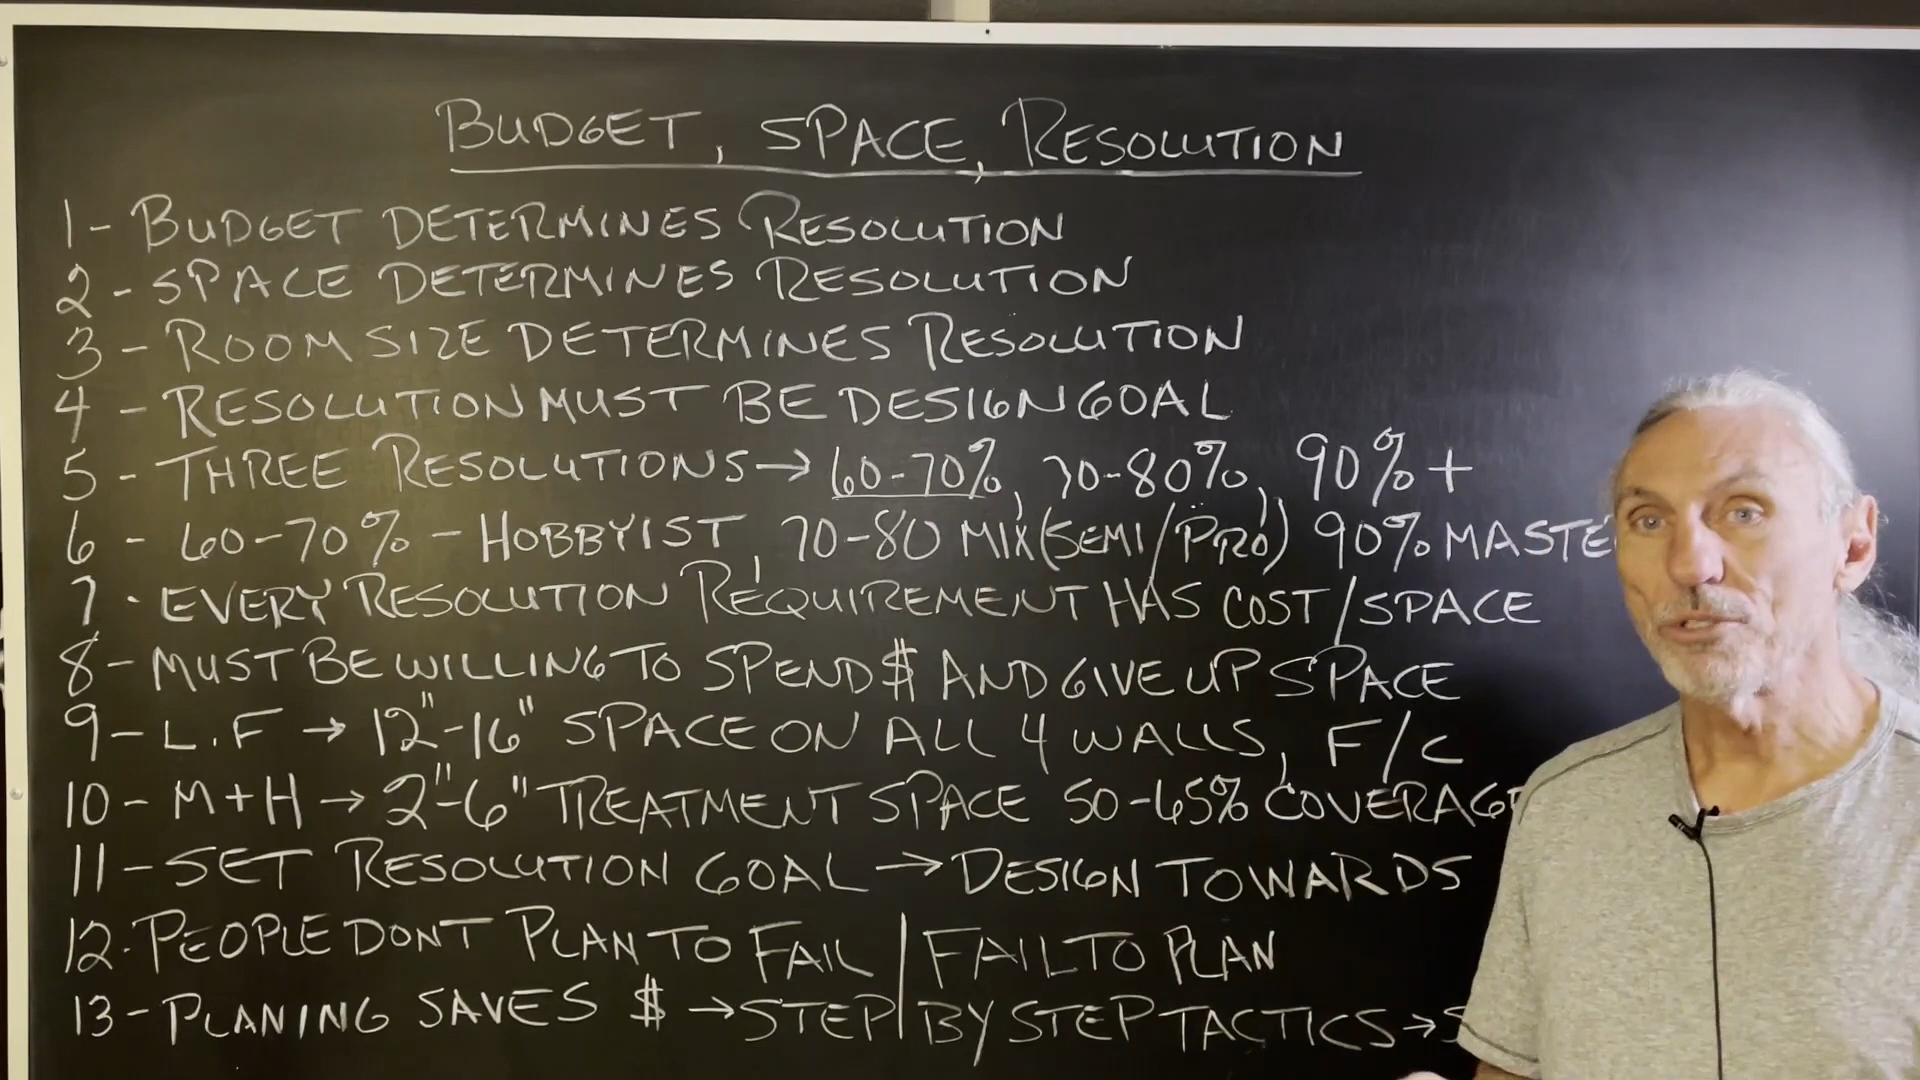 BUDGET, SPACE, RESOLUTION
1- BUDGET DETERMINES RESOLUTION
2 - SPACE DETERMINES RESOLUTION
3 - ROOM SIZE DETERMINES RESOLUTION
4 - RESOLUTION MUST BE DESIGN GOAL
5 - THREE RESOLUTIONS → 60-70%, 70-80%, 90%+
6 - 60-70% - HOBBYIST, 70-80 MIX (SEMI/PRO) 90% MASTE
7 - EVERY RESOLUTION REQUIREMENT HAS COST/SPACE
8 - MUST BE WILLING TO SPEND $ AND GIVE UP SPACE
9 - L.F → 12"-16" SPACE ON ALL 4 WALLS, F/C
10 - M+H → 2"-6" TREATMENT SPACE 50-65% COVERAGE
11 - SET RESOLUTION GOAL → DESIGN TOWARDS
12. PEOPLE DONT PLAN TO FAIL / FAIL TO PLAN
13 - PLANING SAVES $ → STEP BY STEP TACTICS → S